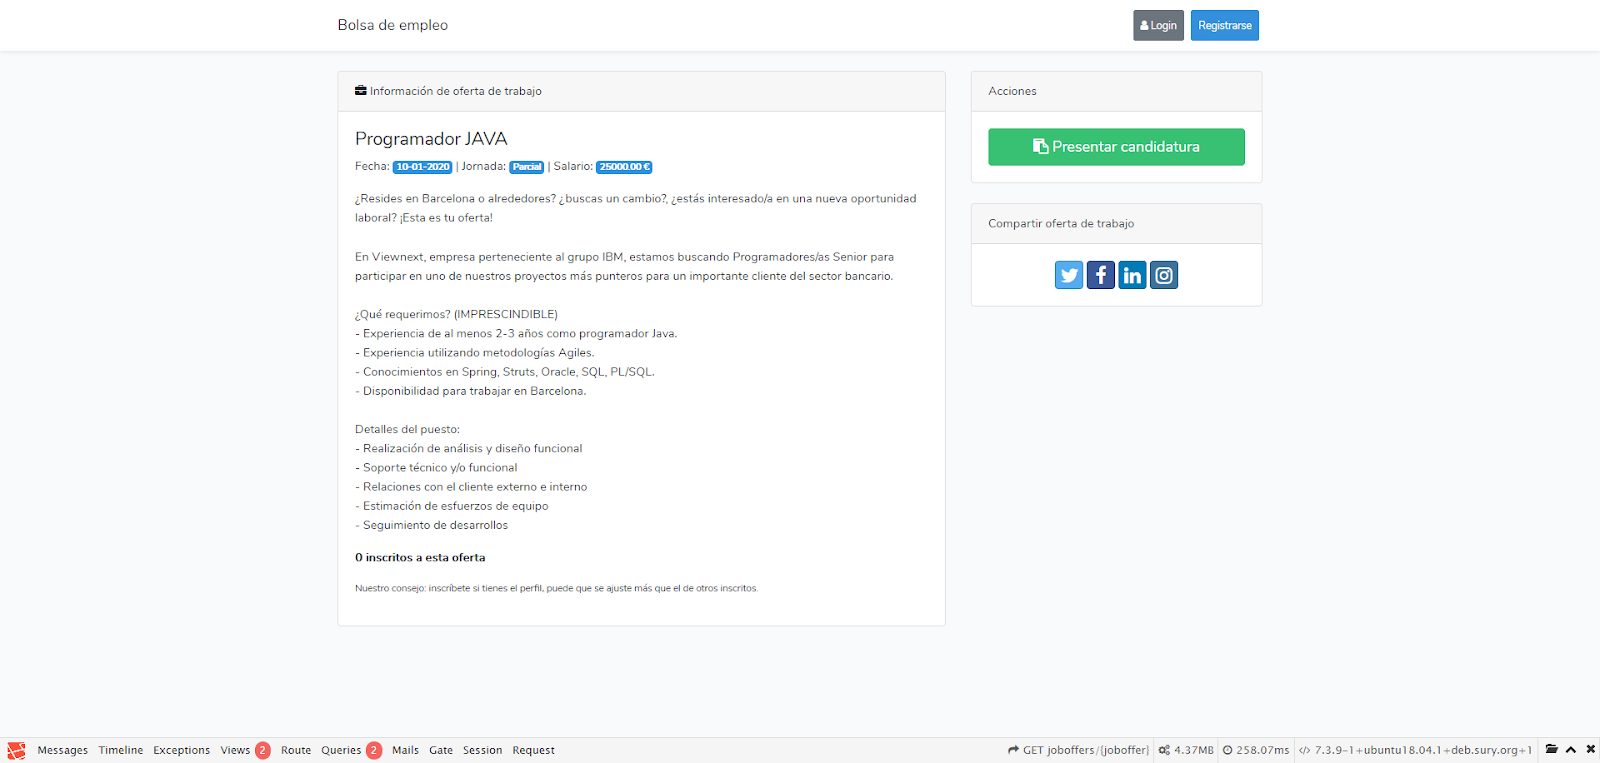 Bolsa de empleo
Login
Registrarse
Información de oferta de trabajo
Programador JAVA
Fecha: 10-01-2020 | Jornada: Parcial | Salario: 25000.00 €
¿Resides en Barcelona o alrededores? ¿buscas un cambio?, ¿estás interesado/a en una nueva oportunidad
laboral? ¡Esta es tu oferta!
En Viewnext, empresa perteneciente al grupo IBM, estamos buscando Programadores/as Senior para
participar en uno de nuestros proyectos más punteros para un importante cliente del sector bancario.
¿Qué requerimos? (IMPRESCINDIBLE)
- Experiencia de al menos 2-3 años como programador Java.
- Experiencia utilizando metodologías Agiles.
- Conocimientos en Spring, Struts, Oracle, SQL, PL/SQL.
- Disponibilidad para trabajar en Barcelona.
Detalles del puesto:
- Realización de análisis y diseño funcional
- Soporte técnico y/o funcional
- Relaciones con el cliente externo e interno
- Estimación de esfuerzos de equipo
- Seguimiento de desarrollos
0 inscritos a esta oferta
Nuestro consejo: inscríbete si tienes el perfil, puede que se ajuste más que el de otros inscritos.
Acciones
Presentar candidatura
Compartir oferta de trabajo
Messages Timeline Exceptions Views 2 Route Queries 2 Mails Gate Session Request
GET joboffers/{joboffer} 4.37MB 258.07ms </> 7.3.9-1+ubuntu18.04.1+deb.sury.org+1